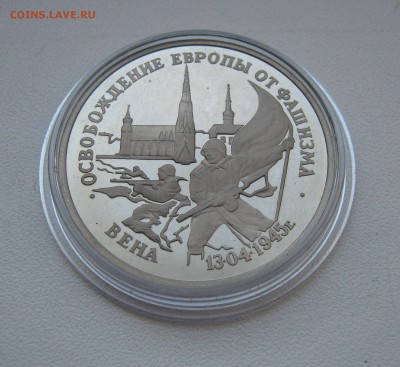 COINS.LAVE.RU
· ОСВОБОЖДЕНИЕ ЕВРОПЫ ОТ ФАШИЗМА ·
ВЕНА
13·04·1945г.